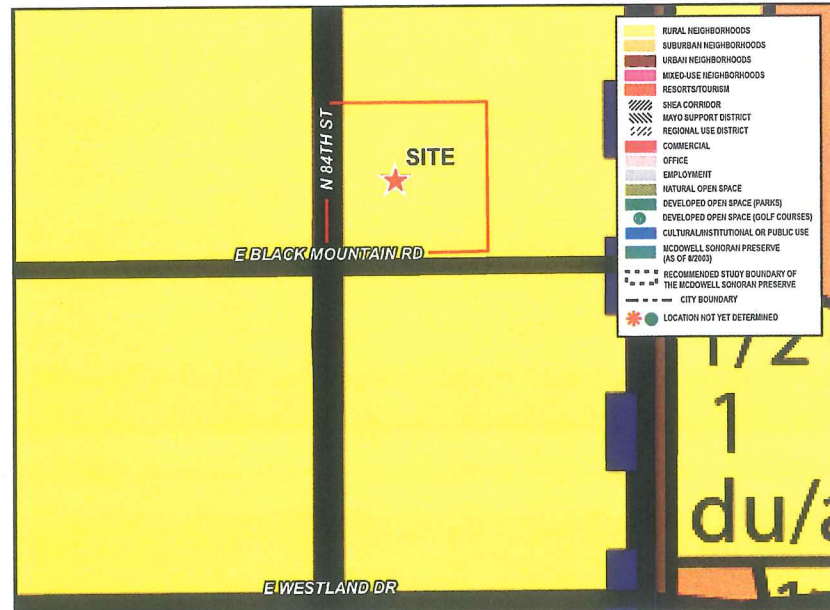 RURAL NEIGHBORHOODS
SUBURBAN NEIGHBORHOODS
URBAN NEIGHBORHOODS
MIXED-USE NEIGHBORHOODS
RESORTS/TOURISM
SHEA CORRIDOR
MAYO SUPPORT DISTRICT
REGIONAL USE DISTRICT
COMMERCIAL
OFFICE
EMPLOYMENT
NATURAL OPEN SPACE
DEVELOPED OPEN SPACE (PARKS)
DEVELOPED OPEN SPACE (GOLF COURSES)
CULTURAL/INSTITUTIONAL OR PUBLIC USE
MCDOWELL SONORAN PRESERVE
(AS OF 8/2003)
RECOMMENDED STUDY BOUNDARY OF
THE MCDOWELL SONORAN PRESERVE
CITY BOUNDARY
LOCATION NOT YET DETERMINED
N 84TH ST
SITE
E BLACK MOUNTAIN RD
1/2
1
du/a
E WESTLAND DR